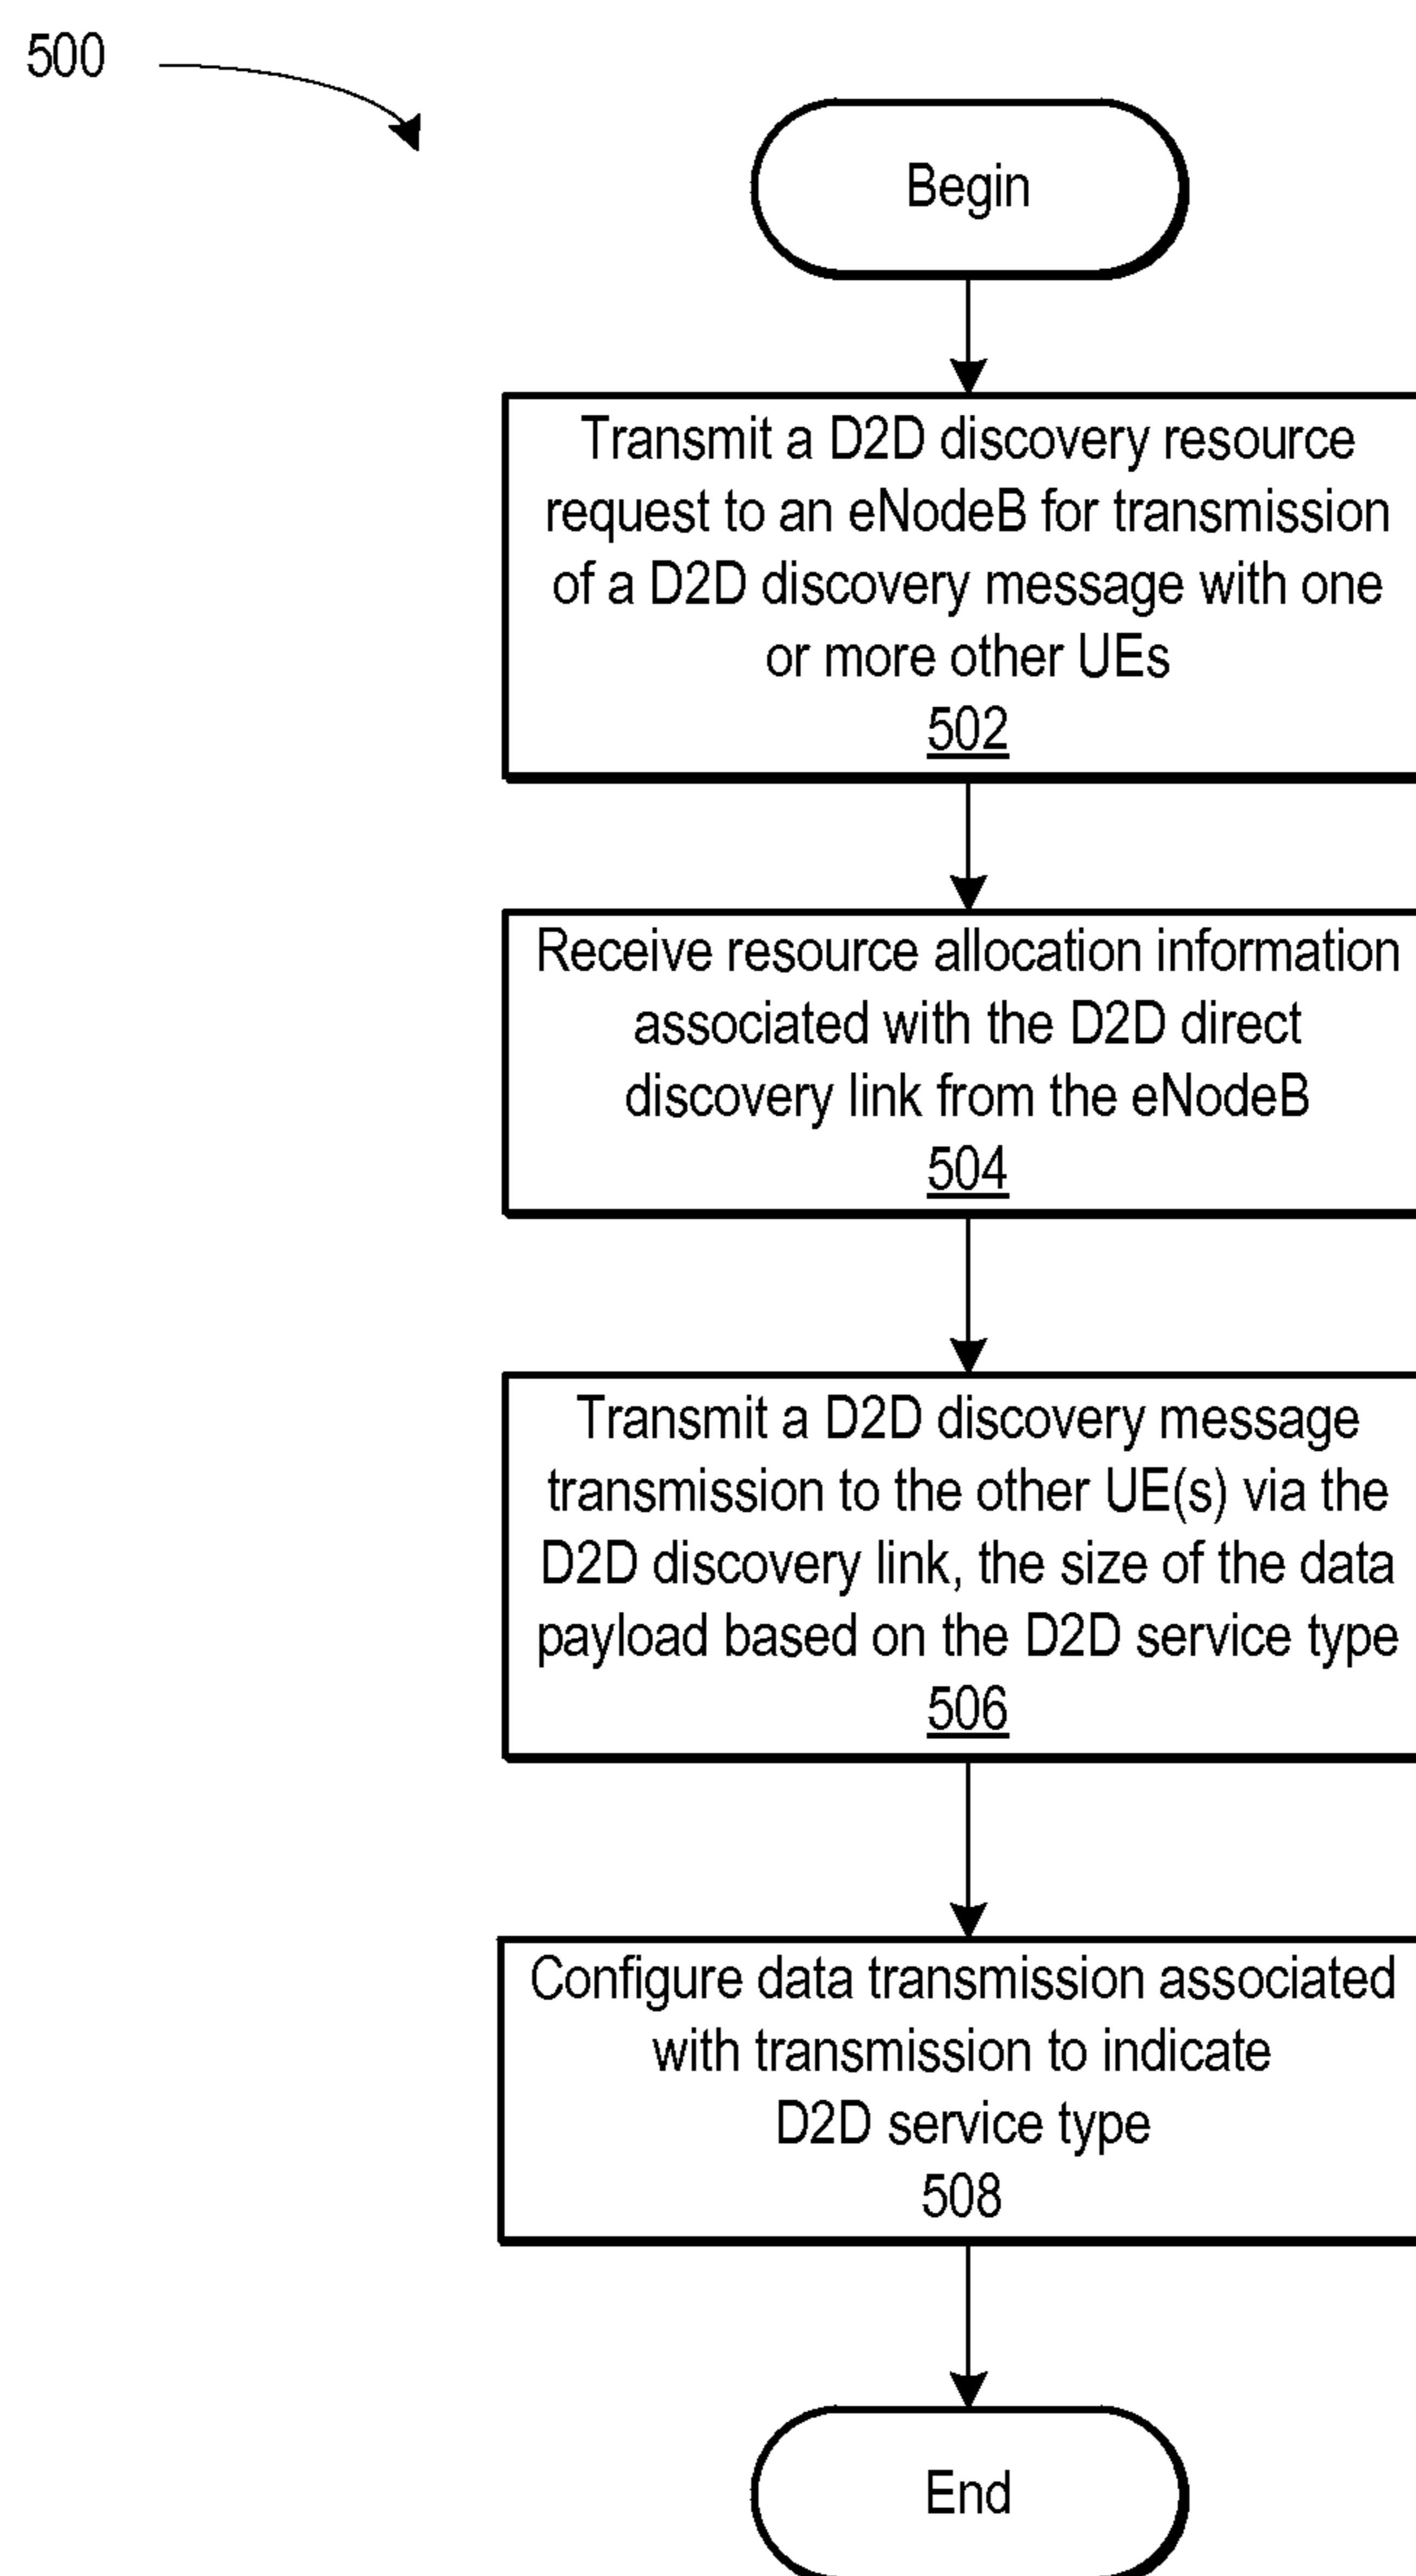 500
Begin
Transmit a D2D discovery resource
request to an eNodeB for transmission
of a D2D discovery message with one
or more other UEs
502
Receive resource allocation information
associated with the D2D direct
discovery link from the eNodeB
504
Transmit a D2D discovery message
transmission to the other UE(s) via the
D2D discovery link, the size of the data
payload based on the D2D service type
506
Configure data transmission associated
with transmission to indicate
D2D service type
508
End